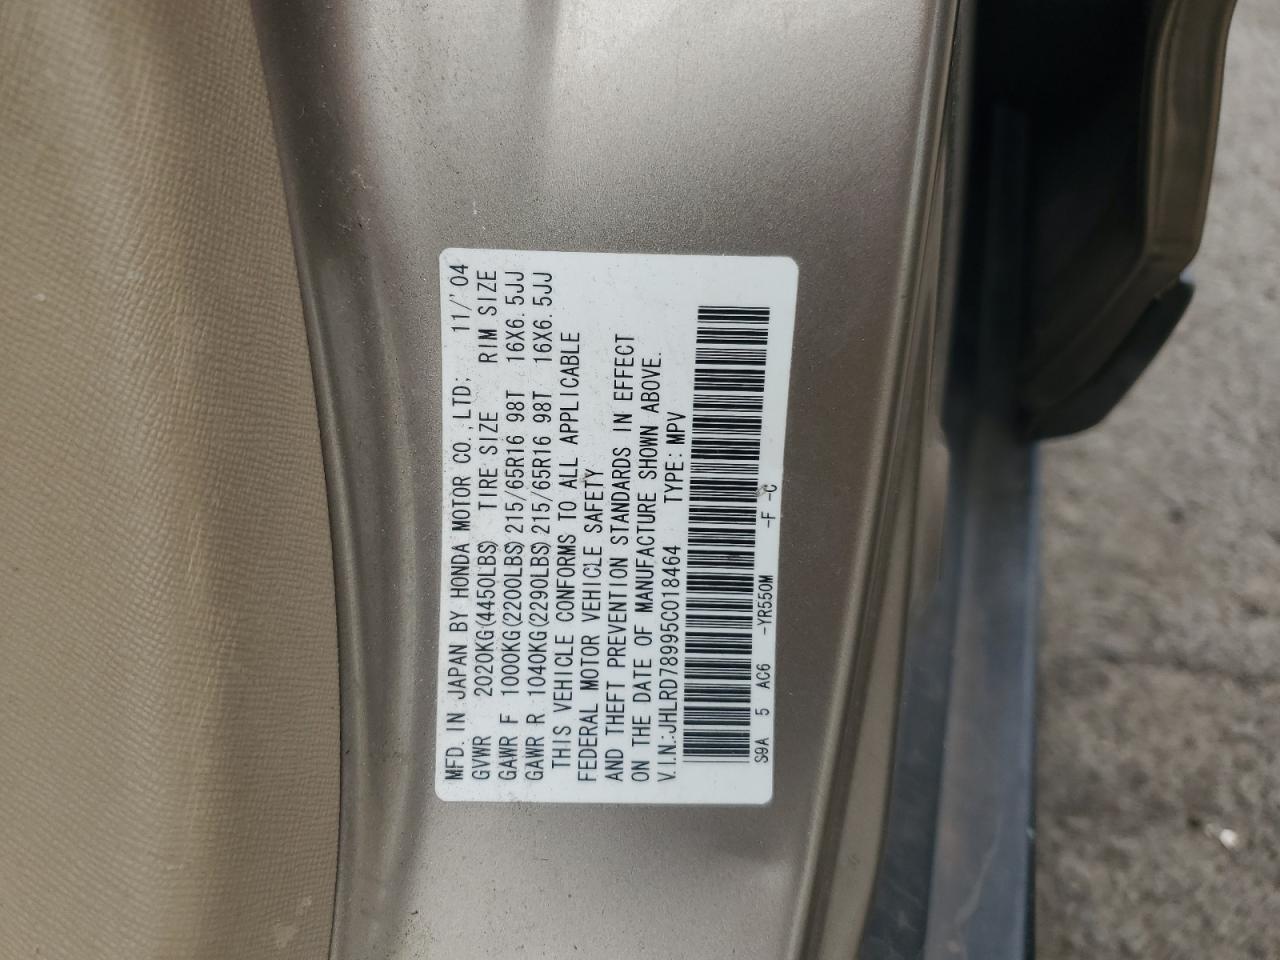 MFD. IN JAPAN BY HONDA MOTOR CO., LTD; 11/'04
GVWR 2020KG(4450LBS) TIRE SIZE RIM SIZE
GAWR F 1000KG(2200LBS) 215/65R16 98T 16X6.5JJ
GAWR R 1040KG(2290LBS) 215/65R16 98T 16X6.5JJ
THIS VEHICLE CONFORMS TO ALL APPLICABLE
FEDERAL MOTOR VEHICLE SAFETY
AND THEFT PREVENTION STANDARDS IN EFFECT
ON THE DATE OF MANUFACTURE SHOWN ABOVE.
V.I.N.:JHLRD78995C018464 TYPE: MPV
S9A 5 AC6 -YR550M -F -C